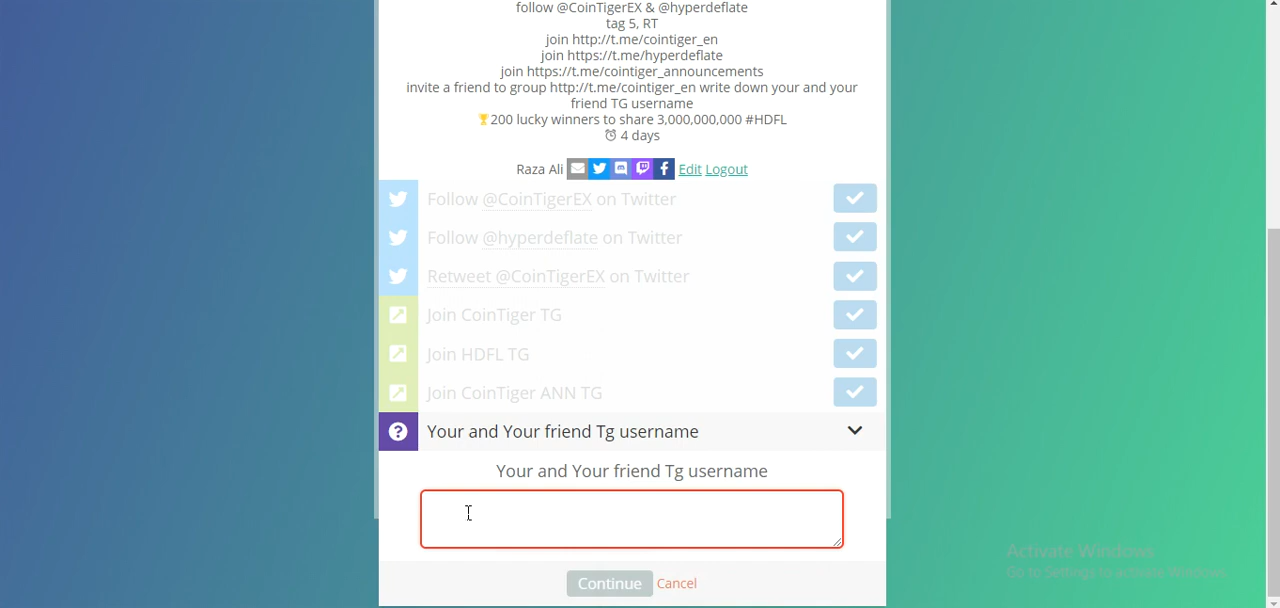 follow @CoinTigerEX & @hyperdeflate
tag 5, RT
join http://t.me/cointiger_en
join https://t.me/hyperdeflate
join https://t.me/cointiger_announcements
invite a friend to group http://t.me/cointiger_en write down your and your
friend TG username
🏆200 lucky winners to share 3,000,000,000 #HDFL
⏰ 4 days
Raza Ali Edit Logout
Follow @CoinTigerEX on Twitter
Follow @hyperdeflate on Twitter
Retweet @CoinTigerEX on Twitter
Join CoinTiger TG
Join HDFL TG
Join CoinTiger ANN TG
Your and Your friend Tg username
Your and Your friend Tg username
Activate Windows
Go to Settings to activate Windows.
Continue Cancel